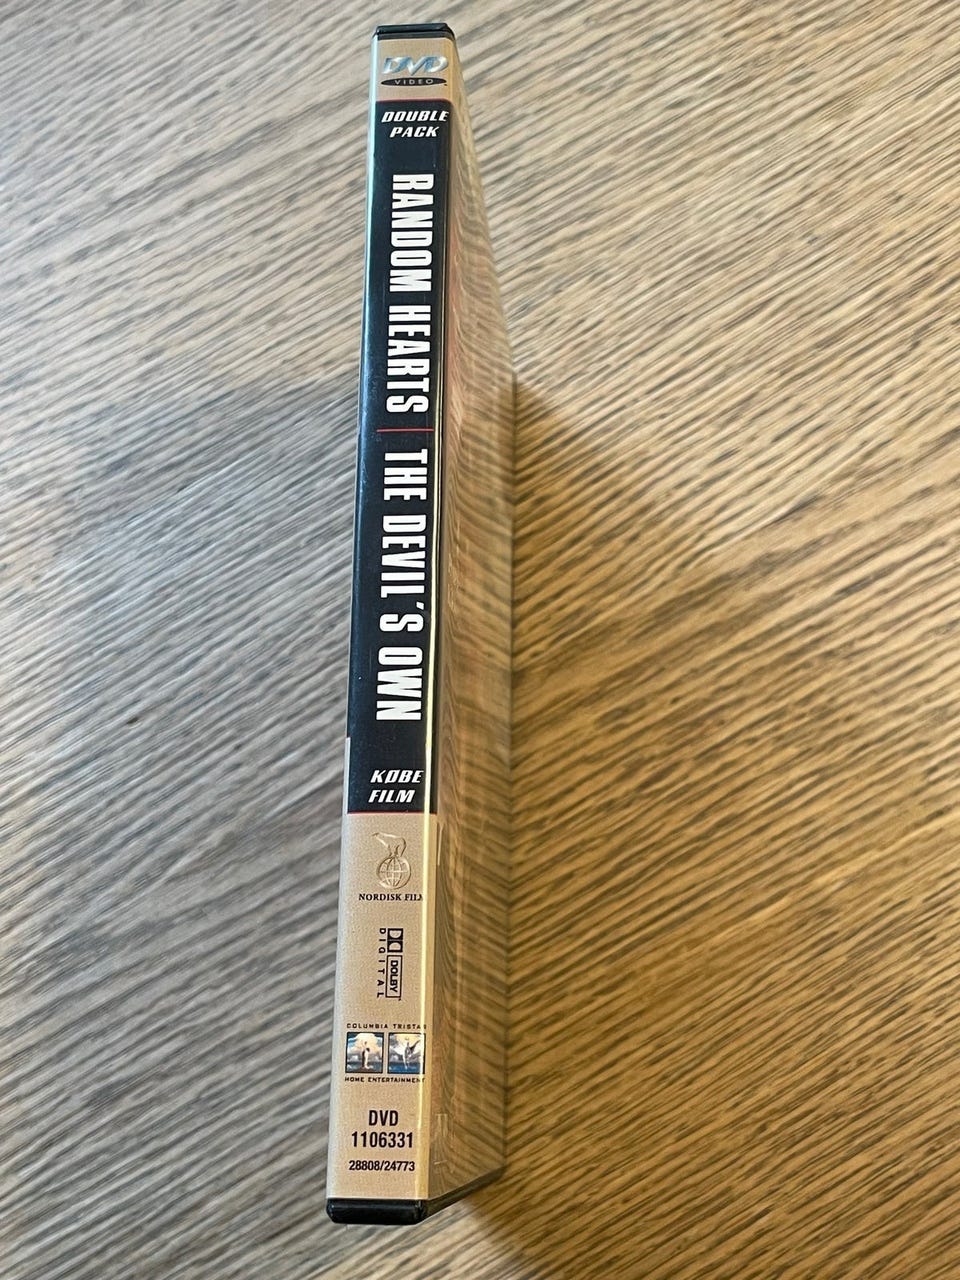 DVD
VIDEO
DOUBLE
PACK
RANDOM HEARTS | THE DEVIL'S OWN
KØBE
FILM
NORDISK FILM
DOLBY
DIGITAL
COLUMBIA TRISTAR
HOME ENTERTAINMENT
DVD
1106331
28808/24773